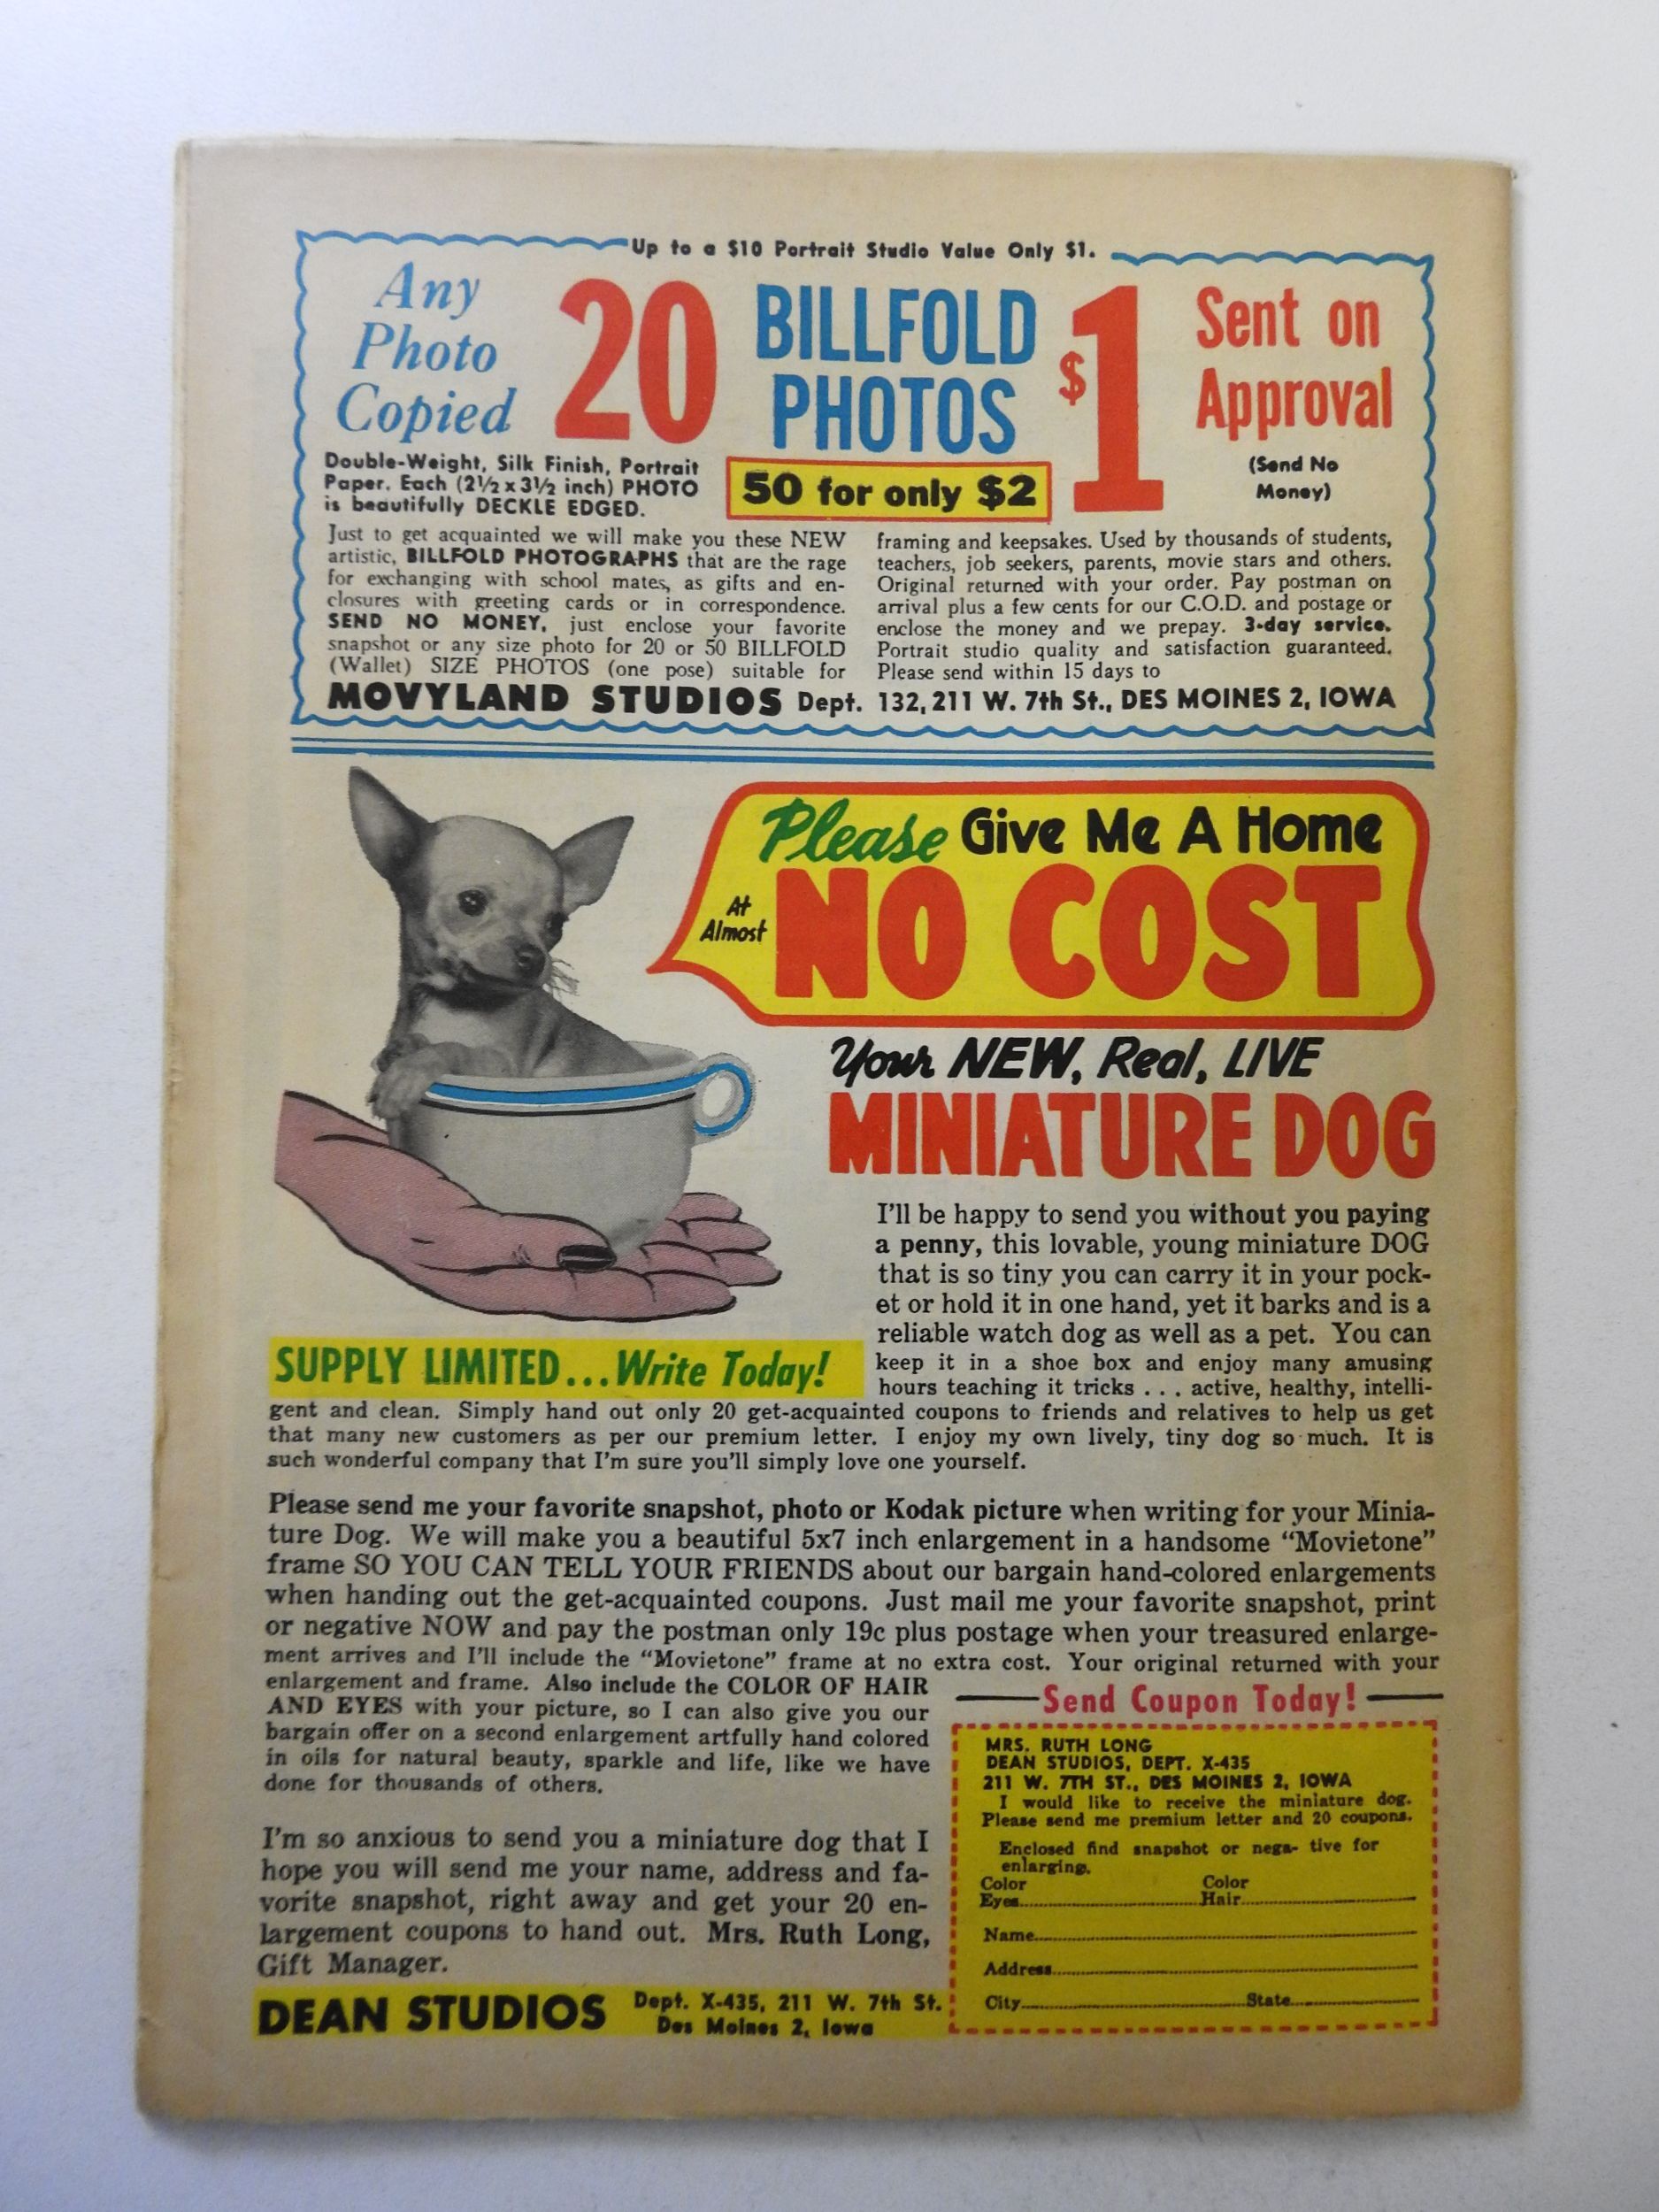 Up to a $10 Portrait Studio Value Only $1.
Any
Photo
Copied
20
BILLFOLD
PHOTOS
$1
Sent on
Approval
(Send No
Money)
50 for only $2
Double-Weight, Silk Finish, Portrait
Paper. Each (2½ x 3½ inch) PHOTO
is beautifully DECKLE EDGED.
Just to get acquainted we will make you these NEW
artistic, BILLFOLD PHOTOGRAPHS that are the rage
for exchanging with school mates, as gifts and en-
closures with greeting cards or in correspondence.
SEND NO MONEY, just enclose your favorite
snapshot or any size photo for 20 or 50 BILLFOLD
(Wallet) SIZE PHOTOS (one pose) suitable for
framing and keepsakes. Used by thousands of students,
teachers, job seekers, parents, movie stars and others.
Original returned with your order. Pay postman on
arrival plus a few cents for our C.O.D. and postage or
enclose the money and we prepay. 3-day service.
Portrait studio quality and satisfaction guaranteed.
Please send within 15 days to
MOVYLAND STUDIOS Dept. 132, 211 W. 7th St., DES MOINES 2, IOWA
Please Give Me A Home
At
Almost
NO COST
Your NEW, Real, LIVE
MINIATURE DOG
I'll be happy to send you without you paying
a penny, this lovable, young miniature DOG
that is so tiny you can carry it in your pock-
et or hold it in one hand, yet it barks and is a
reliable watch dog as well as a pet. You can
keep it in a shoe box and enjoy many amusing
hours teaching it tricks . . . active, healthy, intelli-
SUPPLY LIMITED...Write Today!
gent and clean. Simply hand out only 20 get-acquainted coupons to friends and relatives to help us get
that many new customers as per our premium letter. I enjoy my own lively, tiny dog so much. It is
such wonderful company that I'm sure you'll simply love one yourself.
Please send me your favorite snapshot, photo or Kodak picture when writing for your Minia-
ture Dog. We will make you a beautiful 5x7 inch enlargement in a handsome "Movietone"
frame SO YOU CAN TELL YOUR FRIENDS about our bargain hand-colored enlargements
when handing out the get-acquainted coupons. Just mail me your favorite snapshot, print
or negative NOW and pay the postman only 19c plus postage when your treasured enlarge-
ment arrives and I'll include the "Movietone" frame at no extra cost. Your original returned with your
enlargement and frame. Also include the COLOR OF HAIR
AND EYES with your picture, so I can also give you our
bargain offer on a second enlargement artfully hand colored
in oils for natural beauty, sparkle and life, like we have
done for thousands of others.
I'm so anxious to send you a miniature dog that I
hope you will send me your name, address and fa-
vorite snapshot, right away and get your 20 en-
largement coupons to hand out. Mrs. Ruth Long,
Gift Manager.
DEAN STUDIOS
Dept. X-435, 211 W. 7th St.
Des Moines 2, Iowa
Send Coupon Today!
MRS. RUTH LONG
DEAN STUDIOS, DEPT. X-435
211 W. 7TH ST., DES MOINES 2, IOWA
I would like to receive the miniature dog.
Please send me premium letter and 20 coupons.
Enclosed find snapshot or nega- tive for
enlarging.
Color Color
Eyes Hair
Name
Address
City State